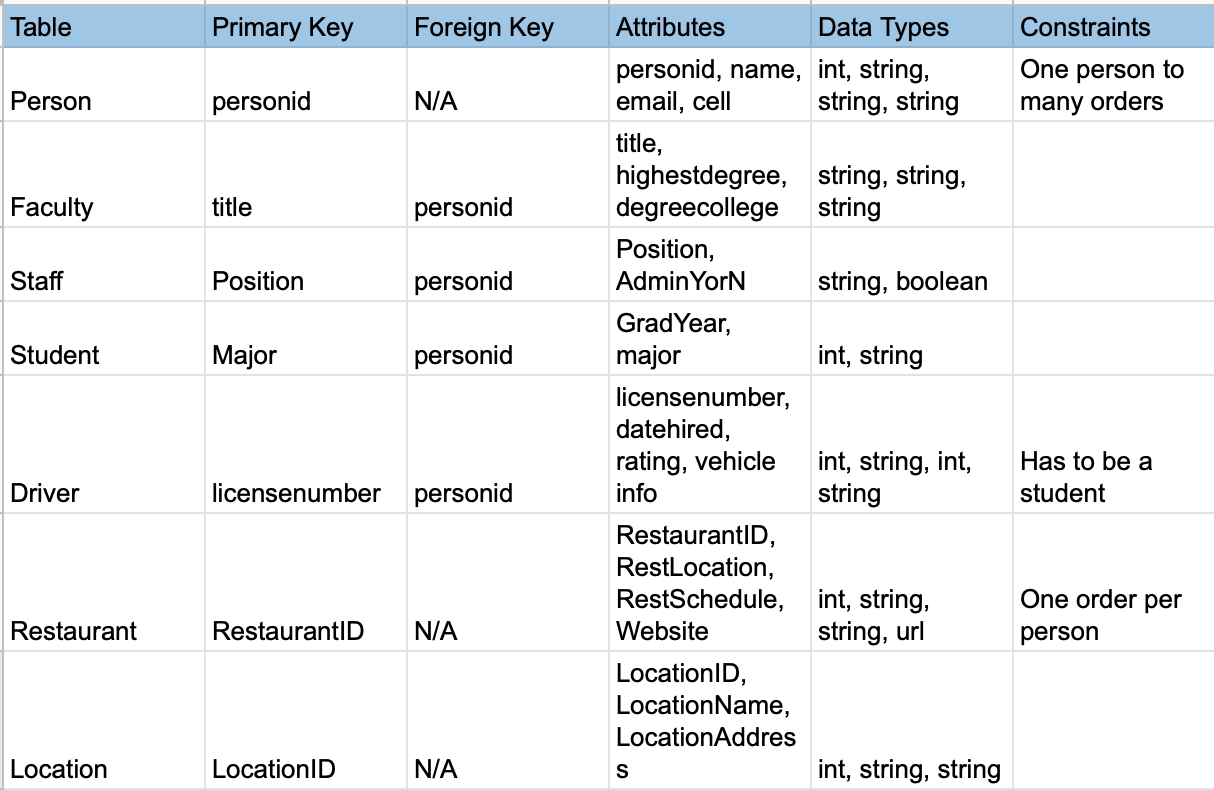 Table Primary Key Foreign Key Attributes Data Types Constraints
personid, name, int, string, One person to
Person personid N/A email, cell string, string many orders
title,
highestdegree, string, string,
Faculty title personid degreecollege string
Position,
Staff Position personid AdminYorN string, boolean
GradYear,
Student Major personid major int, string
licensenumber,
datehired,
rating, vehicle int, string, int, Has to be a
Driver licensenumber personid info string student
RestaurantID,
RestLocation,
RestSchedule, int, string, One order per
Restaurant RestaurantID N/A Website string, url person
LocationID,
LocationName,
LocationAddres
Location LocationID N/A s int, string, string